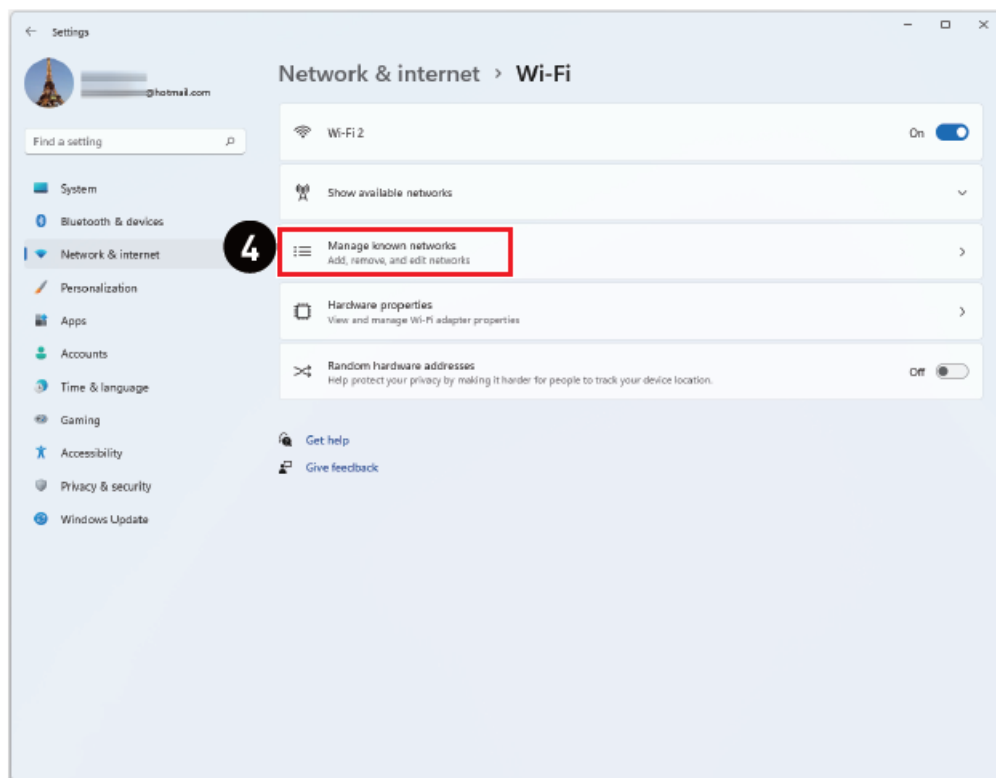 Settings
@hotmail.com
Find a setting
System
Bluetooth & devices
Network & internet
Personalization
Apps
Accounts
Time & language
Gaming
Accessibility
Privacy & security
Windows Update
Network & internet > Wi-Fi
Wi-Fi 2
On
Show available networks
4
Manage known networks
Add, remove, and edit networks
Hardware properties
View and manage Wi-Fi adapter properties
Random hardware addresses
Help protect your privacy by making it harder for people to track your device location.
Off
Get help
Give feedback